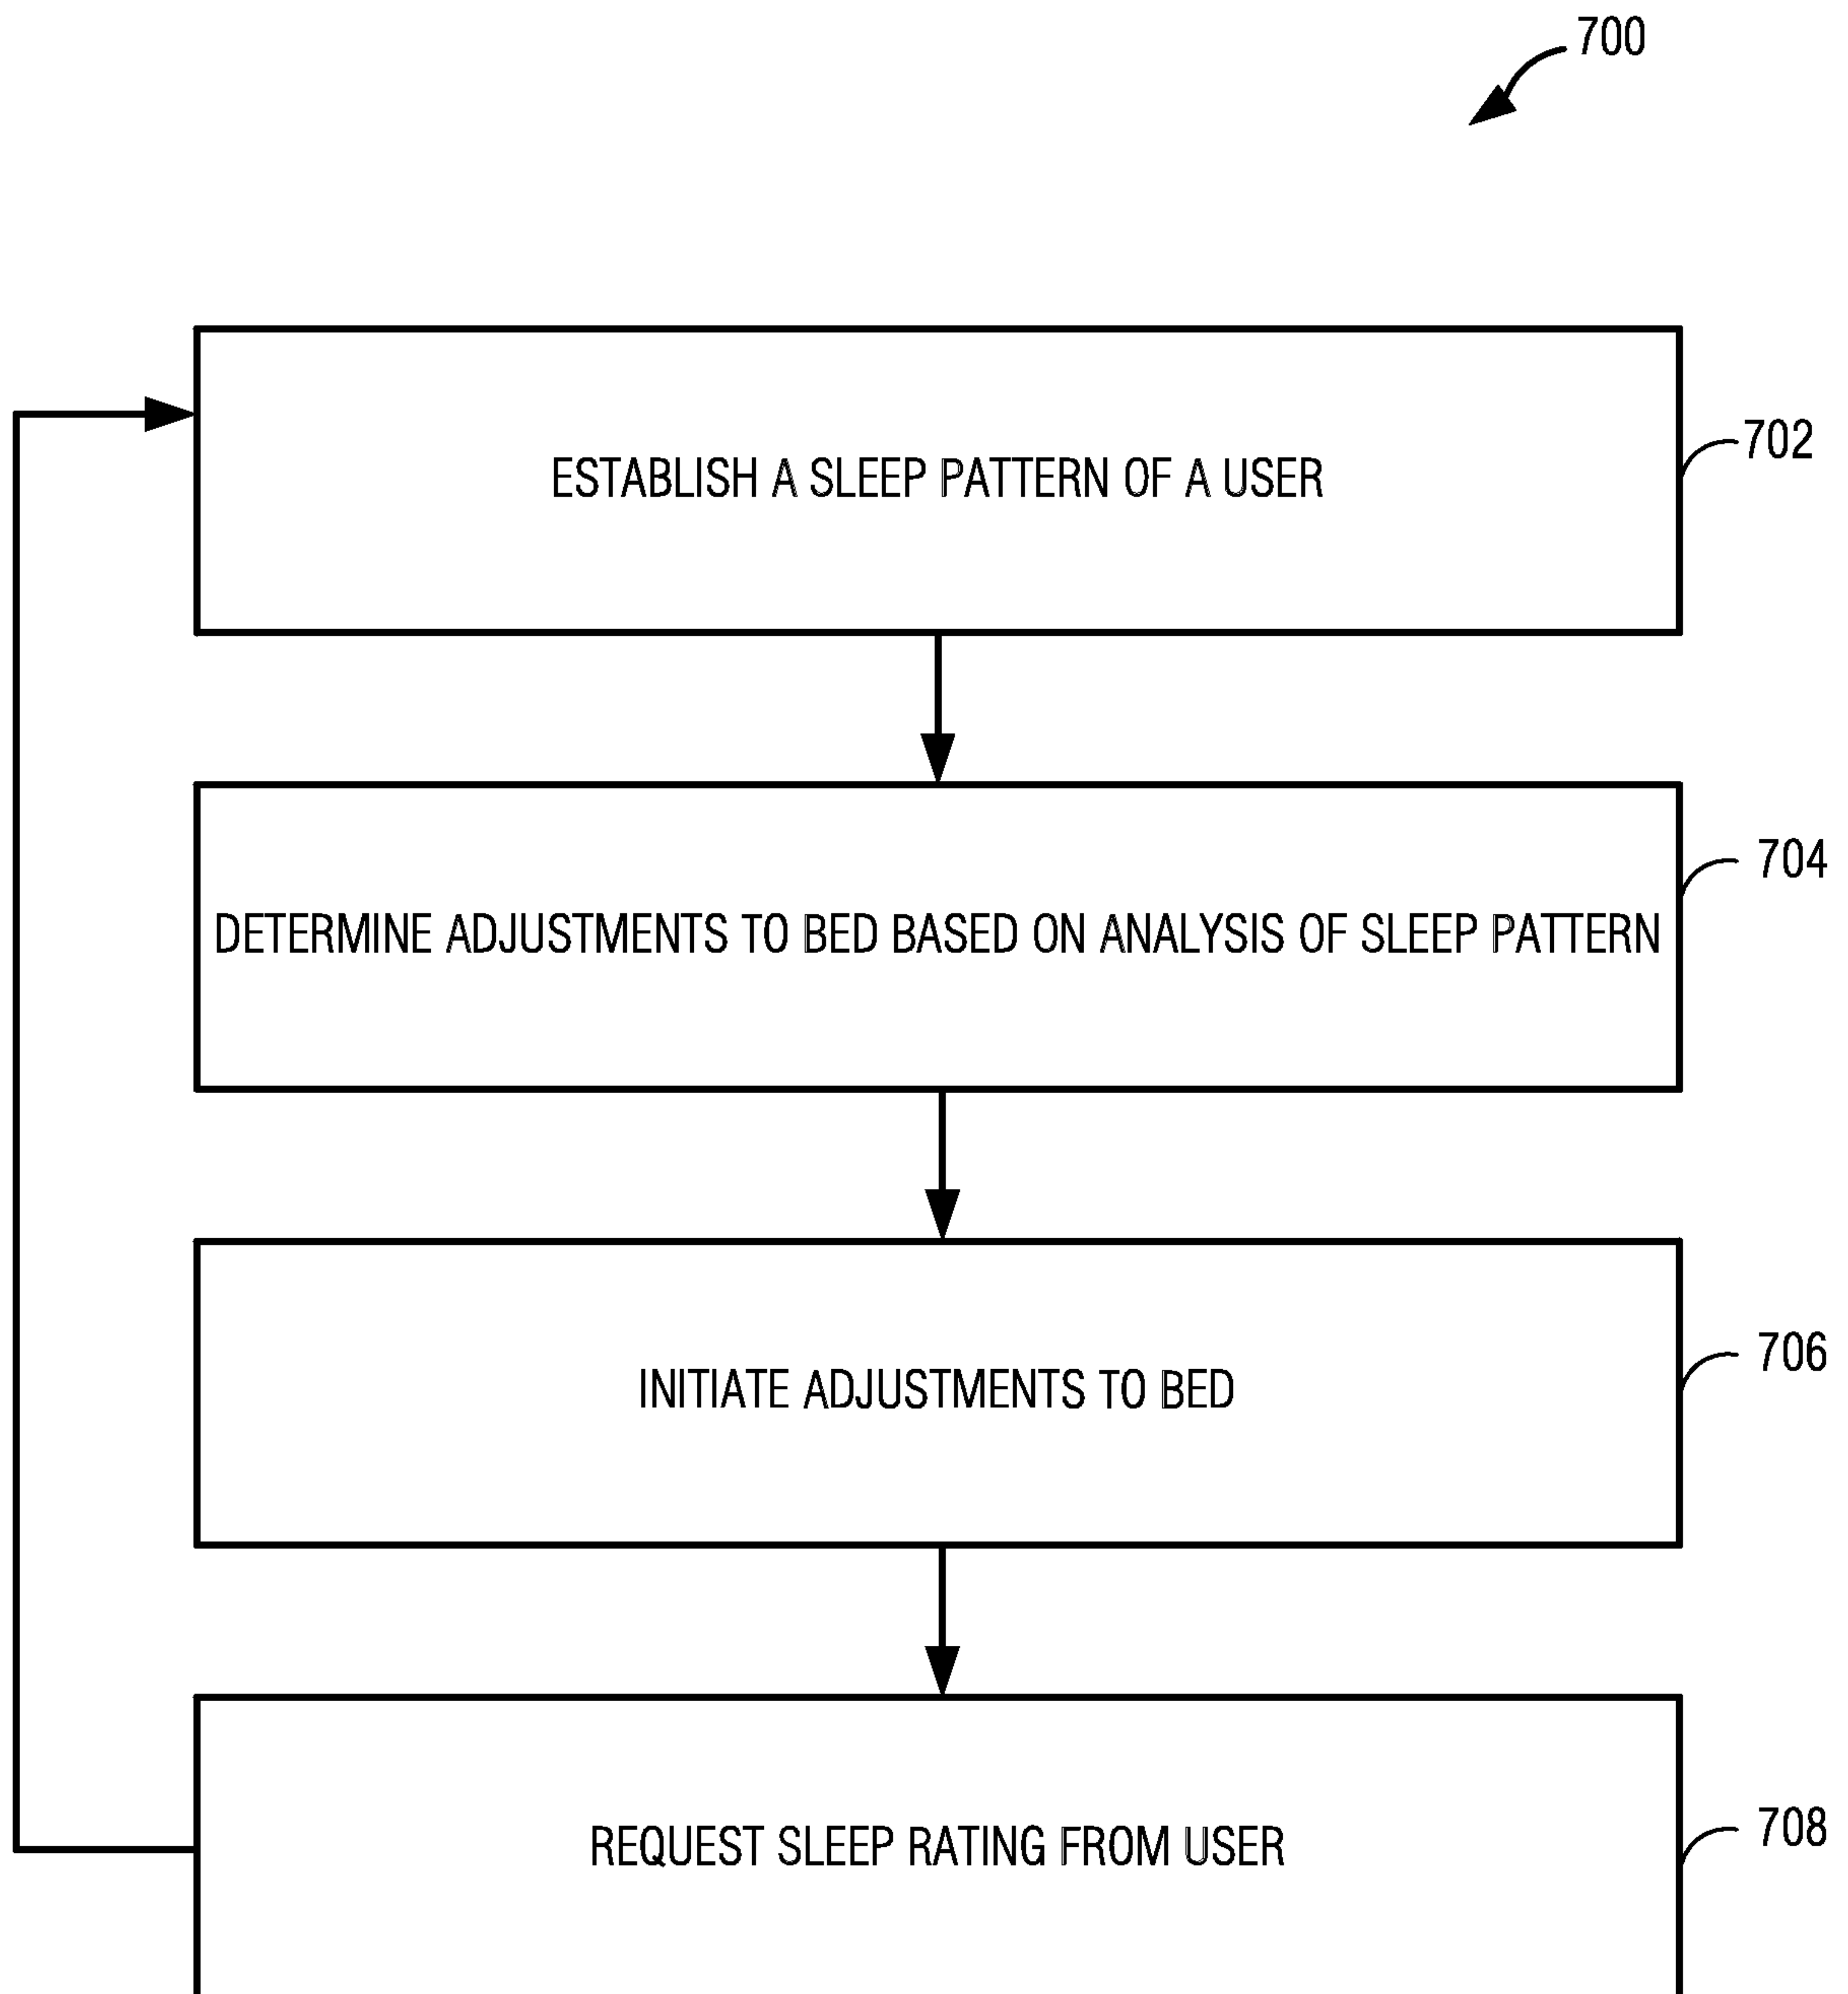 700
ESTABLISH A SLEEP PATTERN OF A USER
702
DETERMINE ADJUSTMENTS TO BED BASED ON ANALYSIS OF SLEEP PATTERN
704
INITIATE ADJUSTMENTS TO BED
706
REQUEST SLEEP RATING FROM USER
708